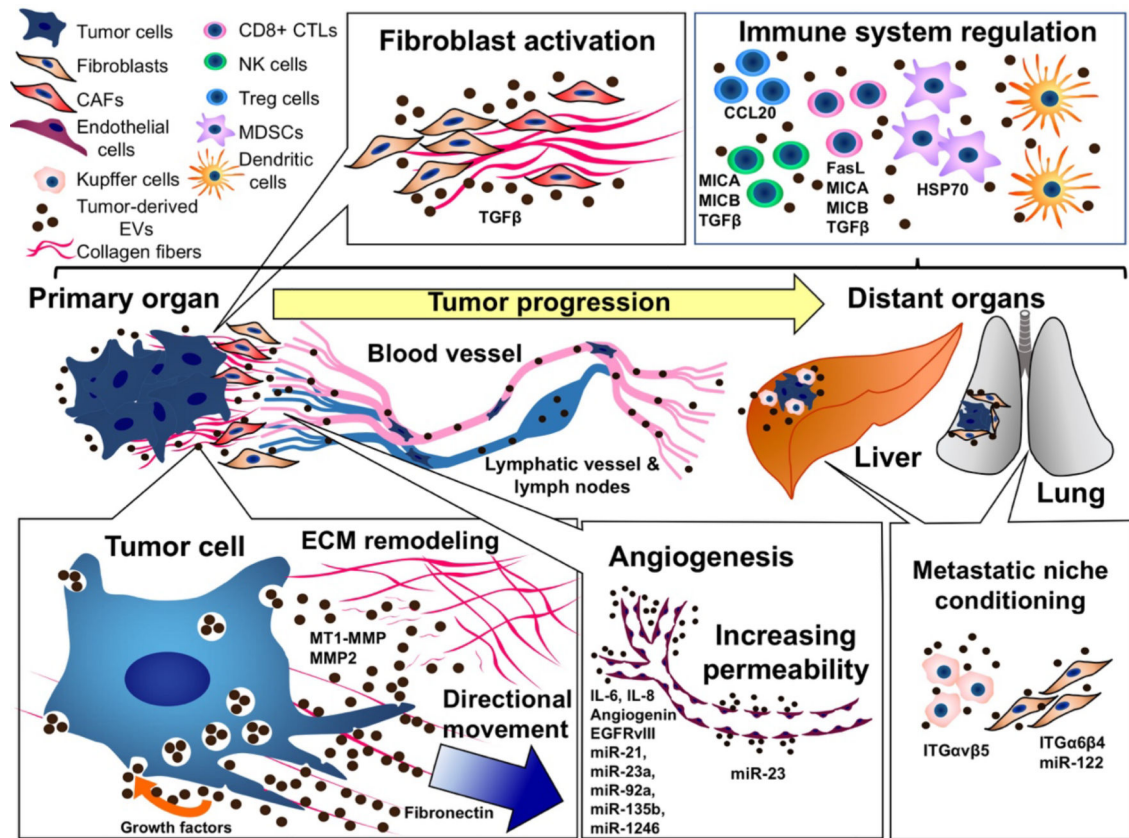 Tumor cells
Fibroblasts
CAFs
Endothelial
cells
Kupffer cells
Tumor-derived
EVs
Collagen fibers
CD8+ CTLs
NK cells
Treg cells
MDSCs
Dendritic
cells
Fibroblast activation
TGFβ
Immune system regulation
CCL20
MICA
MICB
TGFβ
FasL
MICA
MICB
TGFβ
HSP70
Primary organ
Tumor progression
Distant organs
Blood vessel
Lymphatic vessel &
lymph nodes
Liver
Lung
Tumor cell
ECM remodeling
MT1-MMP
MMP2
Directional
movement
Fibronectin
Growth factors
Angiogenesis
Increasing
permeability
IL-6, IL-8
Angiogenin
EGFRvIII
miR-21,
miR-23a,
miR-92a,
miR-135b,
miR-1246
miR-23
Metastatic niche
conditioning
ITGαvβ5
ITGα6β4
miR-122